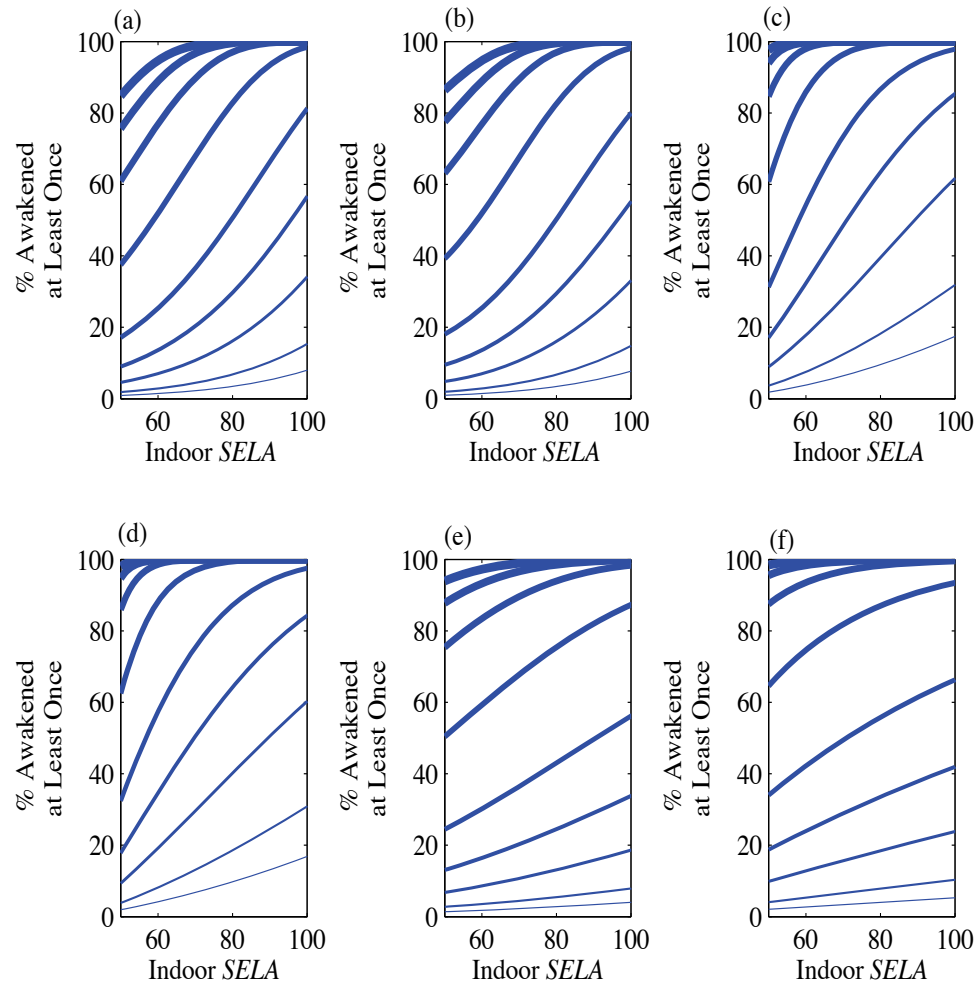 (a)
100
80
60
40
20
0
% Awakened
at Least Once
60 80 100
Indoor SELA
(b)
100
80
60
40
20
0
% Awakened
at Least Once
60 80 100
Indoor SELA
(c)
100
80
60
40
20
0
% Awakened
at Least Once
60 80 100
Indoor SELA
(d)
100
80
60
40
20
0
% Awakened
at Least Once
60 80 100
Indoor SELA
(e)
100
80
60
40
20
0
% Awakened
at Least Once
60 80 100
Indoor SELA
(f)
100
80
60
40
20
0
% Awakened
at Least Once
60 80 100
Indoor SELA